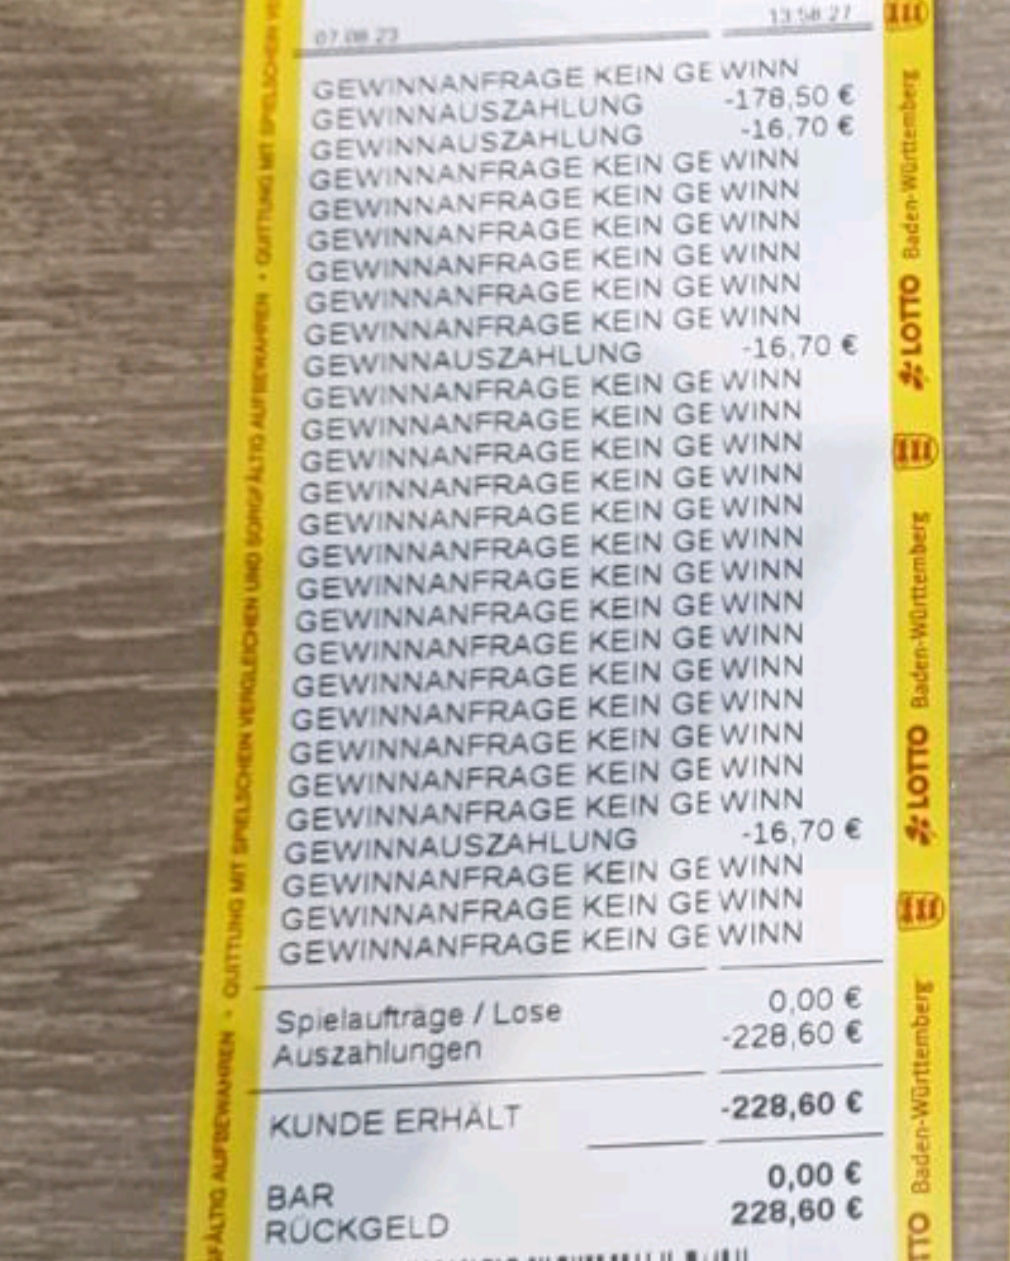 07.08.23 13:58:27
GEWINNANFRAGE KEIN GEWINN
GEWINNAUSZAHLUNG -178,50 €
GEWINNAUSZAHLUNG -16,70 €
GEWINNANFRAGE KEIN GEWINN
GEWINNANFRAGE KEIN GEWINN
GEWINNANFRAGE KEIN GEWINN
GEWINNANFRAGE KEIN GEWINN
GEWINNANFRAGE KEIN GEWINN
GEWINNANFRAGE KEIN GEWINN
GEWINNAUSZAHLUNG -16,70 €
GEWINNANFRAGE KEIN GEWINN
GEWINNANFRAGE KEIN GEWINN
GEWINNANFRAGE KEIN GEWINN
GEWINNANFRAGE KEIN GEWINN
GEWINNANFRAGE KEIN GEWINN
GEWINNANFRAGE KEIN GEWINN
GEWINNANFRAGE KEIN GEWINN
GEWINNANFRAGE KEIN GEWINN
GEWINNANFRAGE KEIN GEWINN
GEWINNANFRAGE KEIN GEWINN
GEWINNANFRAGE KEIN GEWINN
GEWINNANFRAGE KEIN GEWINN
GEWINNANFRAGE KEIN GEWINN
GEWINNANFRAGE KEIN GEWINN
GEWINNAUSZAHLUNG -16,70 €
GEWINNANFRAGE KEIN GEWINN
GEWINNANFRAGE KEIN GEWINN
GEWINNANFRAGE KEIN GEWINN
Spielaufträge / Lose 0,00 €
Auszahlungen -228,60 €
KUNDE ERHÄLT -228,60 €
BAR 0,00 €
RÜCKGELD 228,60 €
QUITTUNG MIT SPIELSCHEIN VERGLEICHEN UND SORGFÄLTIG AUFBEWAHREN • QUITTUNG MIT SPIELSCHEIN
LOTTO Baden-Württemberg
LOTTO Baden-Württemberg
Baden-Württemberg